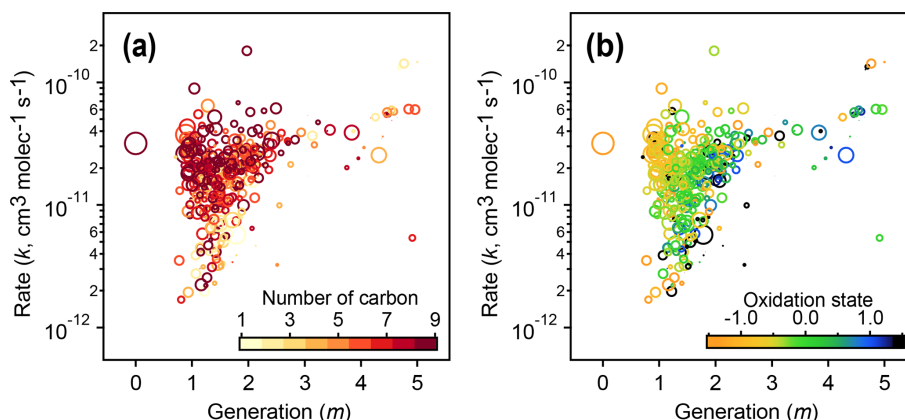 (a)
Rate (k, cm³ molec⁻¹ s⁻¹)
2
10⁻¹⁰
6
4
2
10⁻¹¹
6
4
2
10⁻¹²
Number of carbon
1 3 5 7 9
0 1 2 3 4 5
Generation (m)
(b)
Rate (k, cm³ molec⁻¹ s⁻¹)
2
10⁻¹⁰
6
4
2
10⁻¹¹
6
4
2
10⁻¹²
Oxidation state
-1.0 0.0 1.0
0 1 2 3 4 5
Generation (m)